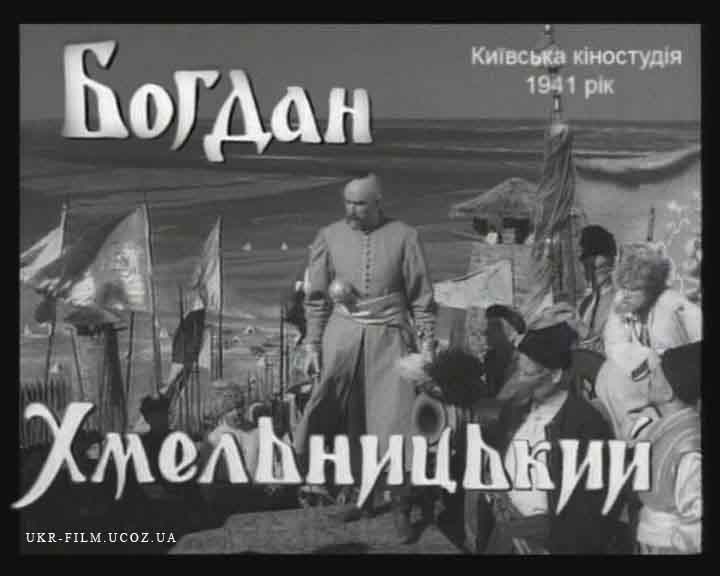 Богдан
Київська кіностудія
1941 рік
Хмельницький
UKR-FILM.UCOZ.UA